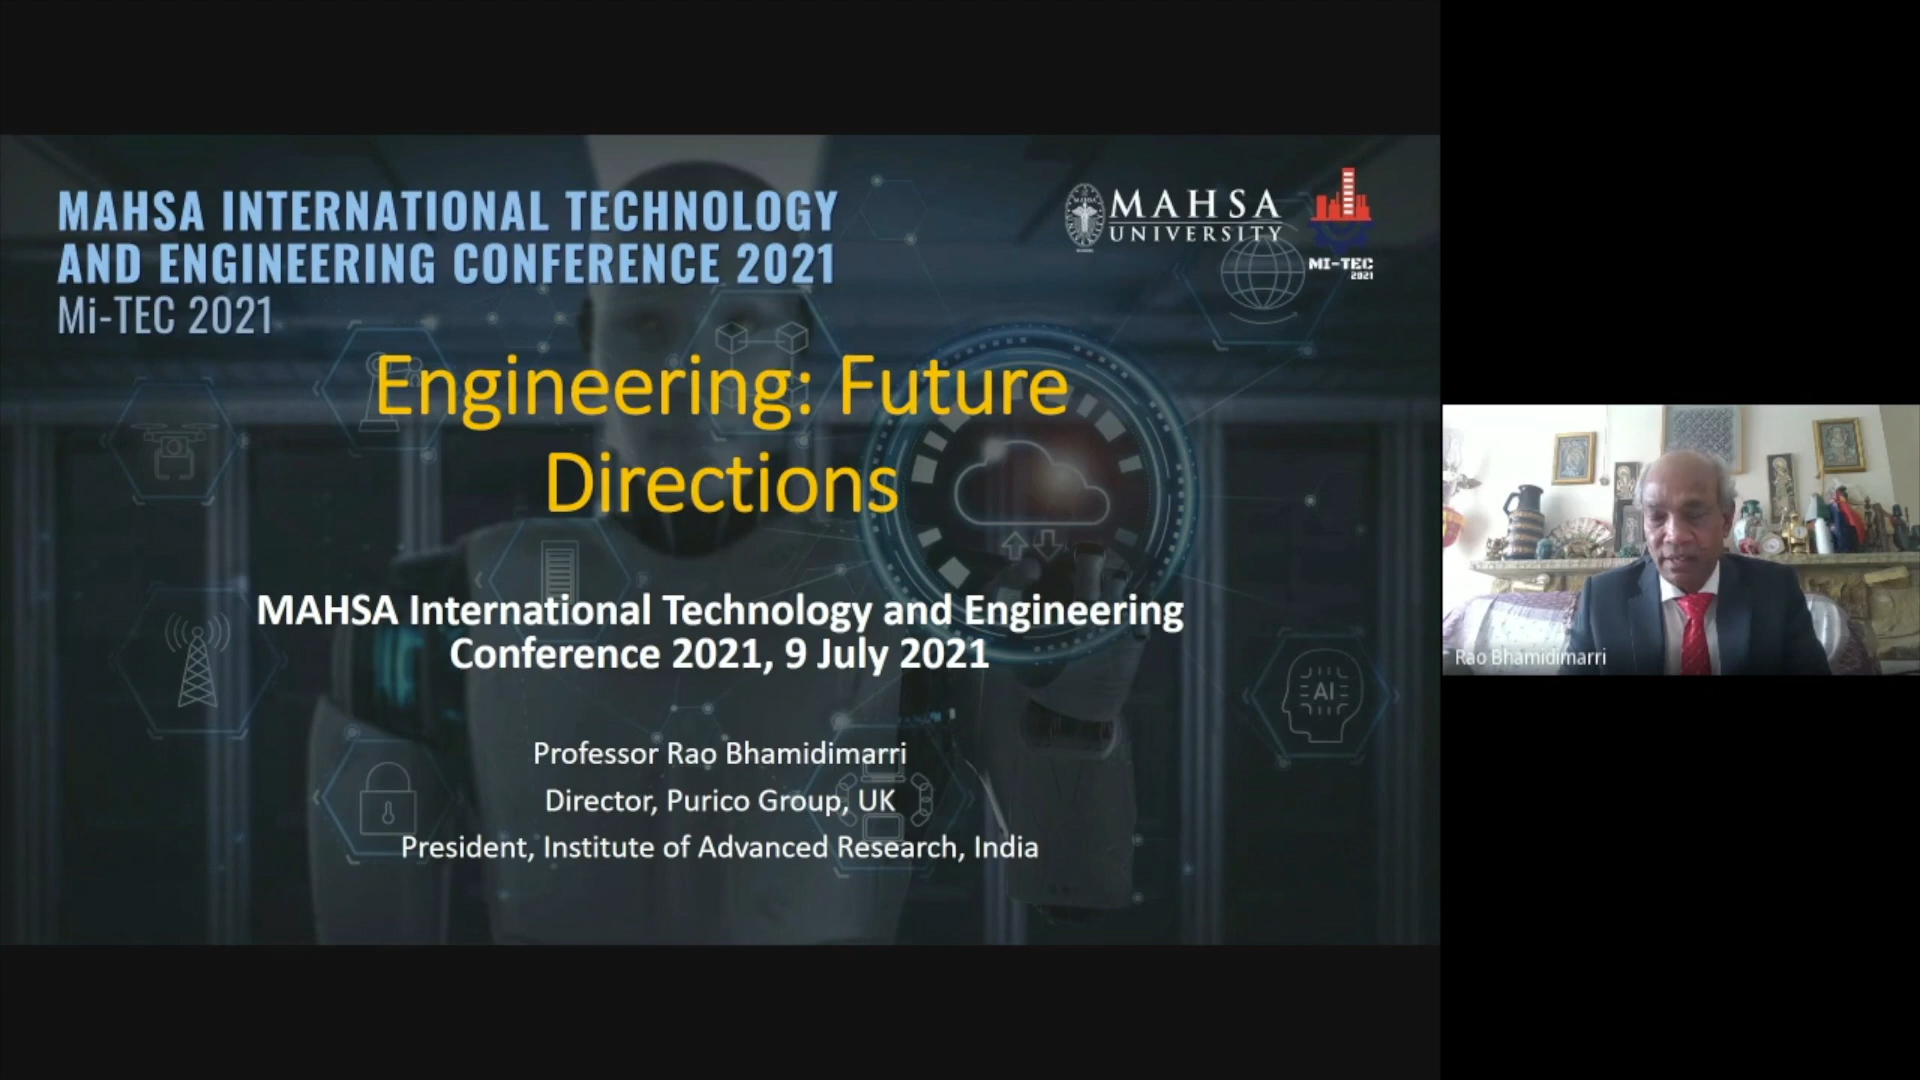 MAHSA INTERNATIONAL TECHNOLOGY
AND ENGINEERING CONFERENCE 2021
Mi-TEC 2021
MAHSA
UNIVERSITY
MI-TEC
2021
Engineering: Future
Directions
MAHSA International Technology and Engineering
Conference 2021, 9 July 2021
AI
Professor Rao Bhamidimarri
Director, Purico Group, UK
President, Institute of Advanced Research, India
Rao Bhamidimarri